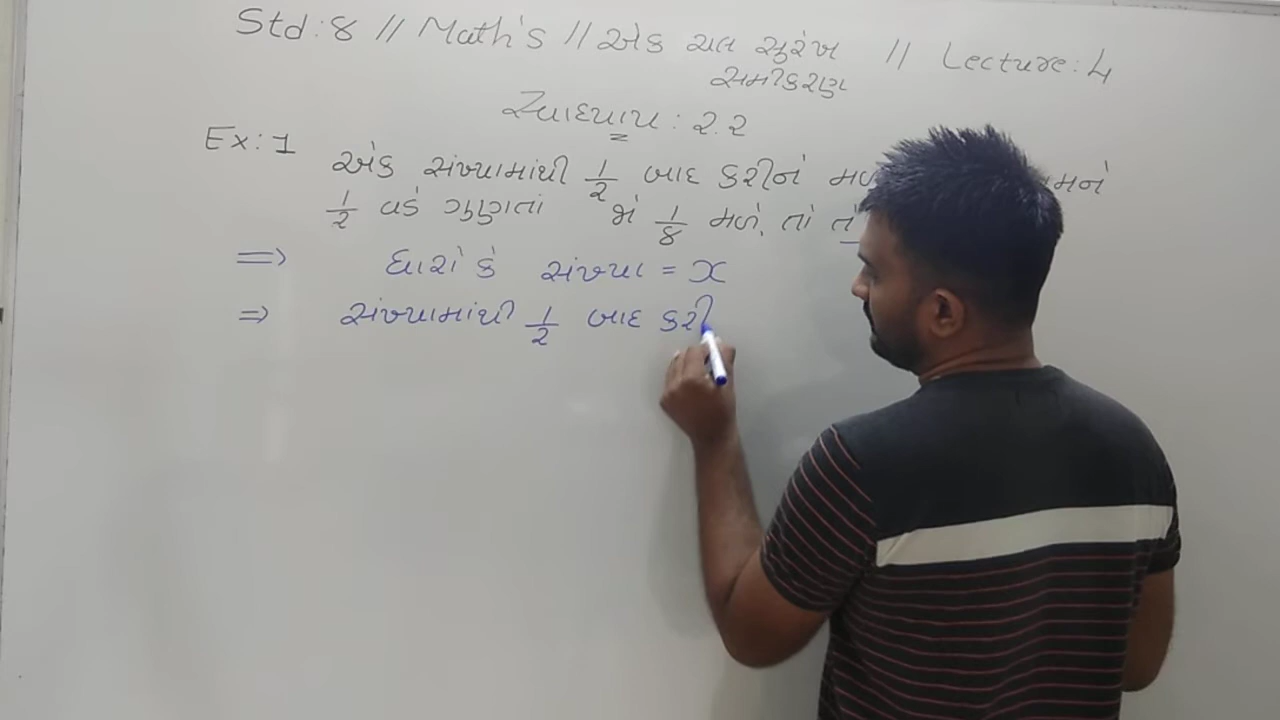 Std: 8 // Math's // એક ચલ સુરેખ // Lecture: 4
સમીકરણ
સ્વાધ્યાય : 2.2
Ex: 1 એક સંખ્યામાંથી 1/2 બાદ કરીને
1/2 વડે ગુણતાં જો 1/8 મળે, તો
=> ધારો કે સંખ્યા = x
=> સંખ્યામાંથી 1/2 બાદ કરી